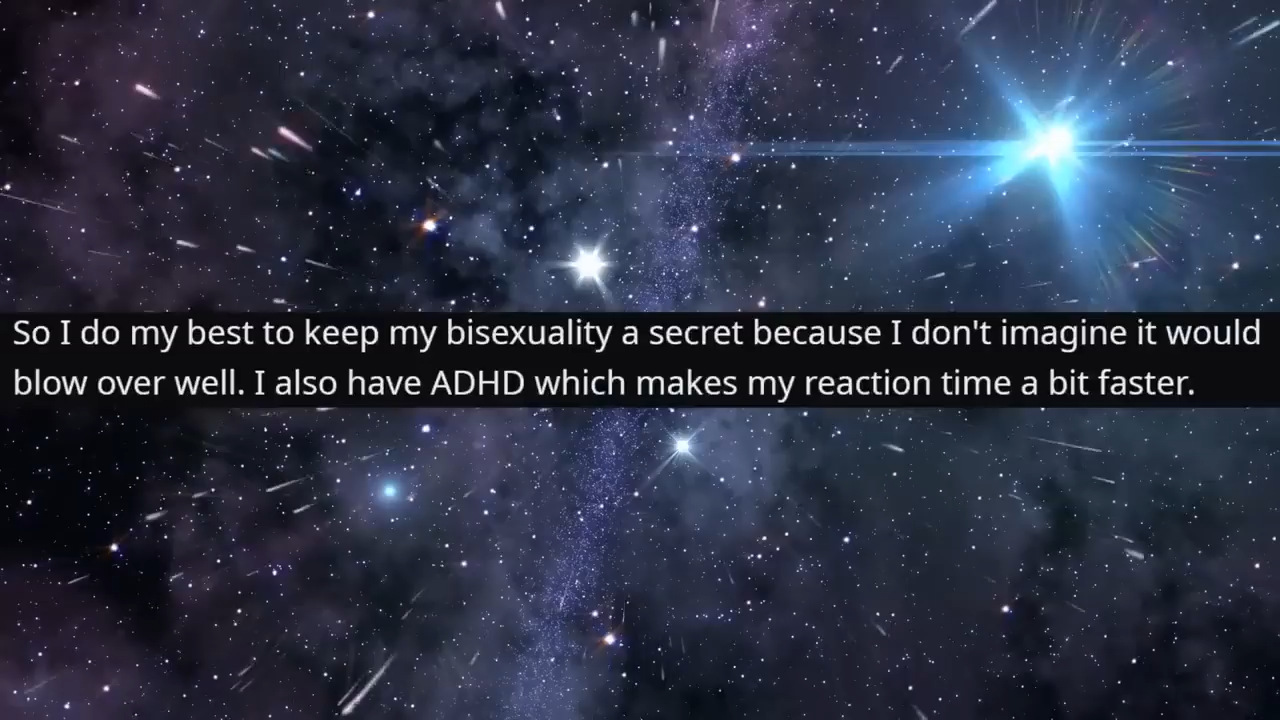 So I do my best to keep my bisexuality a secret because I don't imagine it would
blow over well. I also have ADHD which makes my reaction time a bit faster.